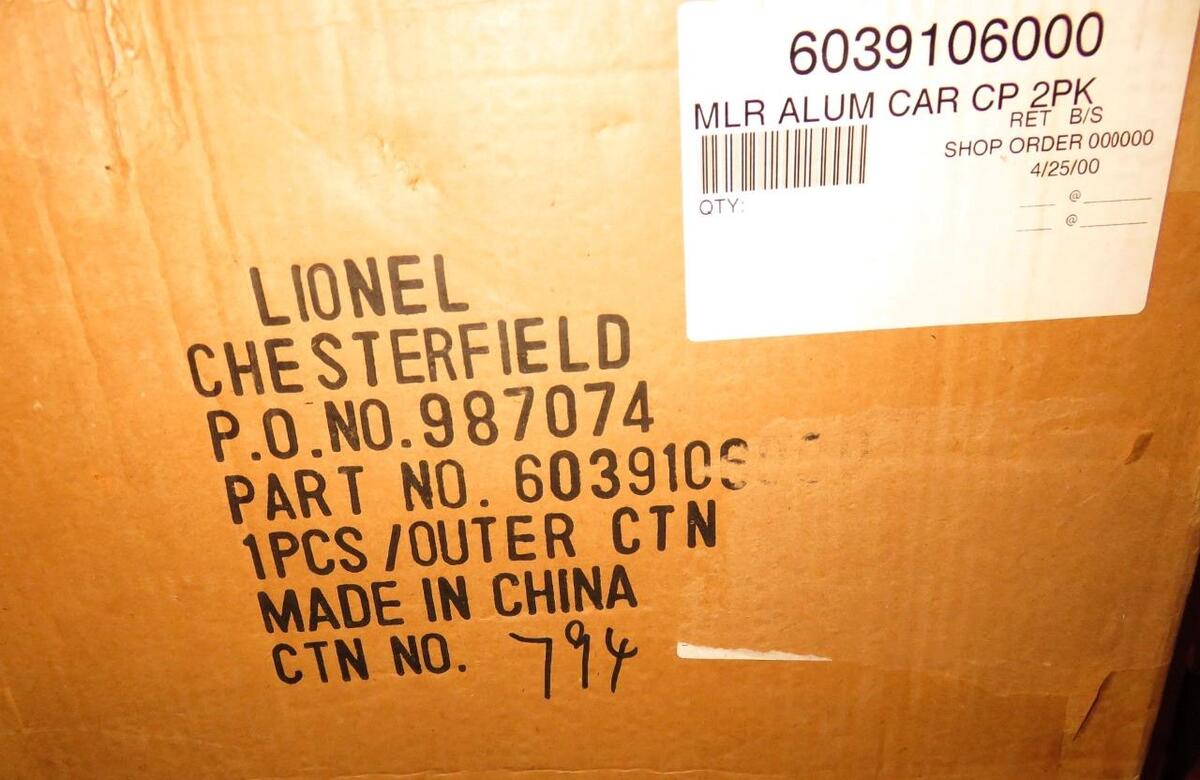 6039106000
MLR ALUM CAR CP 2PK
RET B/S
SHOP ORDER 000000
4/25/00
QTY:
@
@
LIONEL
CHESTERFIELD
P.O.NO.987074
PART NO.
1PCS/OUTER CTN
MADE IN CHINA
CTN NO. 794